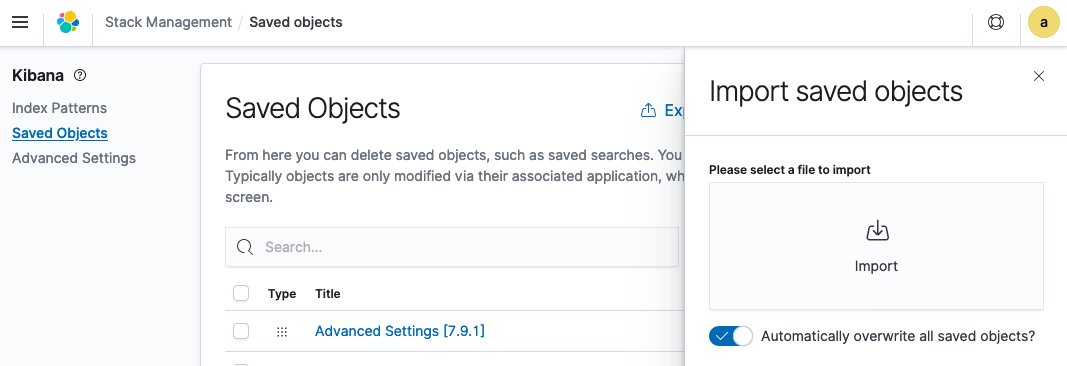 Stack Management / Saved objects
a
Kibana
Index Patterns
Saved Objects
Advanced Settings
Saved Objects
From here you can delete saved objects, such as saved searches. You
Typically objects are only modified via their associated application,
screen.
Search...
Type Title
Advanced Settings [7.9.1]
Import saved objects
Please select a file to import
Import
Automatically overwrite all saved objects?